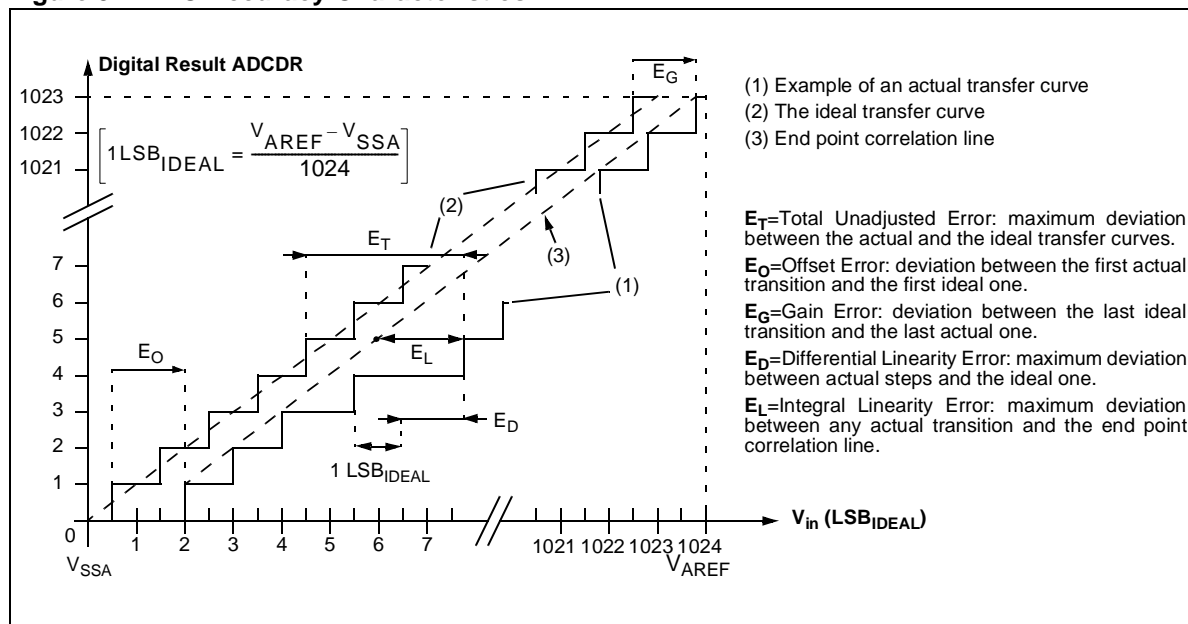 Digital Result ADCDR
1023
1022
1021
1LSB_IDEAL = (V_AREF – V_SSA) / 1024
E_G
(1) Example of an actual transfer curve
(2) The ideal transfer curve
(3) End point correlation line
(2)
E_T
(3)
(1)
7
6
5
4
3
2
1
0
E_O
E_L
E_D
1 LSB_IDEAL
E_T=Total Unadjusted Error: maximum deviation
between the actual and the ideal transfer curves.
E_O=Offset Error: deviation between the first actual
transition and the first ideal one.
E_G=Gain Error: deviation between the last ideal
transition and the last actual one.
E_D=Differential Linearity Error: maximum deviation
between actual steps and the ideal one.
E_L=Integral Linearity Error: maximum deviation
between any actual transition and the end point
correlation line.
1 2 3 4 5 6 7 1021 1022 1023 1024
V_in (LSB_IDEAL)
V_SSA
V_AREF